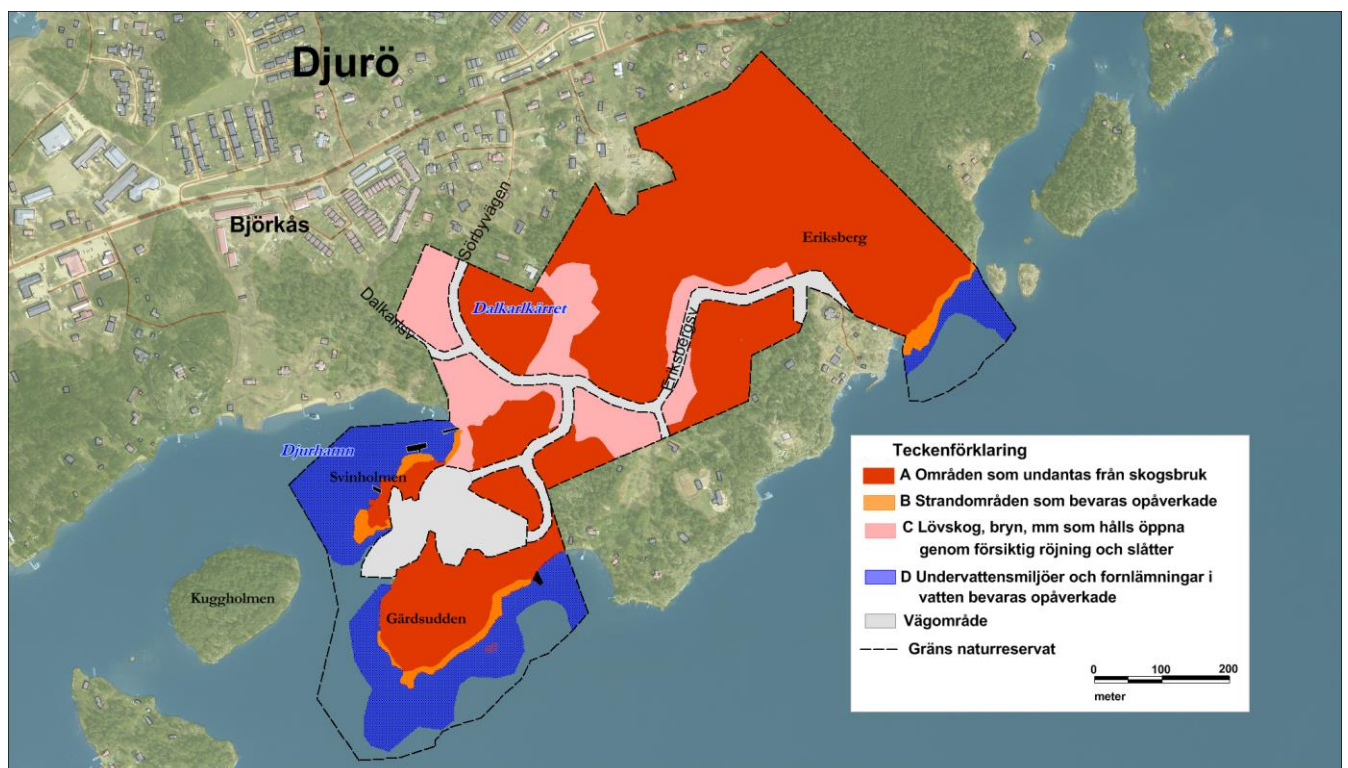 Djurö
Björkås
Sörbyvägen
Eriksberg
Dalkarlkärret
Dalkarlsv
Eriksbergsv
Djurhamn
Svinholmen
Kuggholmen
Gärdsudden
Teckenförklaring
A Områden som undantas från skogsbruk
B Strandområden som bevaras opåverkade
C Lövskog, bryn, mm som hålls öppna
genom försiktig röjning och slåtter
D Undervattensmiljöer och fornlämningar i
vatten bevaras opåverkade
Vägområde
Gräns naturreservat
0 100 200
meter